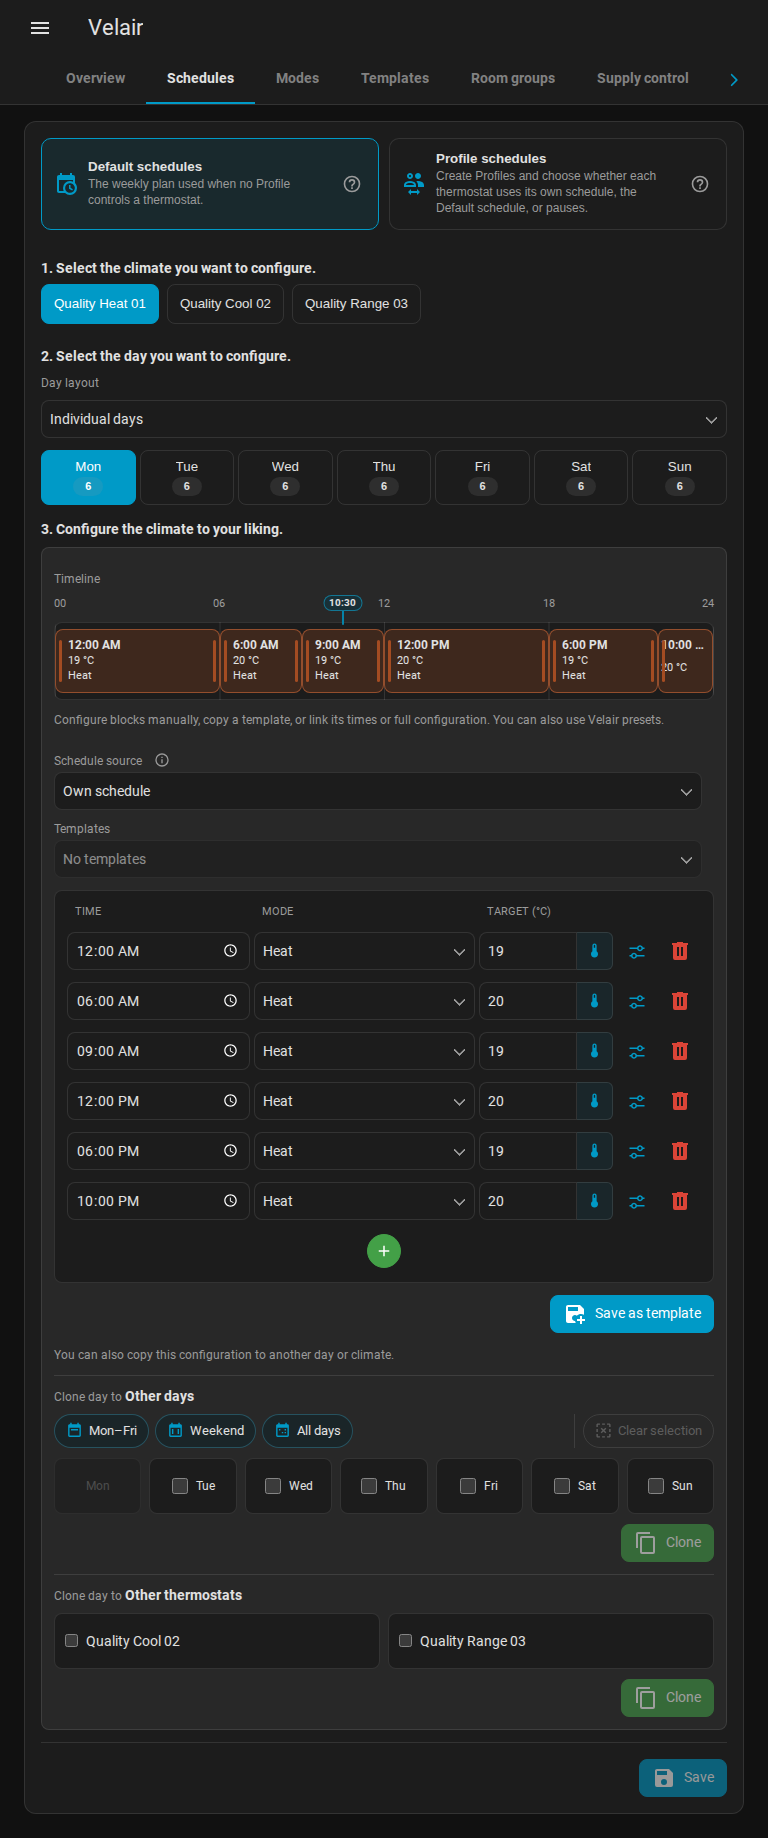 Velair
Overview Schedules Modes Templates Room groups Supply control
Default schedules
The weekly plan used when no Profile
controls a thermostat.
Profile schedules
Create Profiles and choose whether each
thermostat uses its own schedule, the
Default schedule, or pauses.
1. Select the climate you want to configure.
Quality Heat 01 Quality Cool 02 Quality Range 03
2. Select the day you want to configure.
Day layout
Individual days
Mon Tue Wed Thu Fri Sat Sun
6 6 6 6 6 6 6
3. Configure the climate to your liking.
Timeline
00 06 10:30 12 18 24
12:00 AM 6:00 AM 9:00 AM 12:00 PM 6:00 PM 10:00 ...
19 °C 20 °C 19 °C 20 °C 19 °C 20 °C
Heat Heat Heat Heat Heat
Configure blocks manually, copy a template, or link its times or full configuration. You can also use Velair presets.
Schedule source
Own schedule
Templates
No templates
TIME MODE TARGET (°C)
12:00 AM Heat 19
06:00 AM Heat 20
09:00 AM Heat 19
12:00 PM Heat 20
06:00 PM Heat 19
10:00 PM Heat 20
Save as template
You can also copy this configuration to another day or climate.
Clone day to Other days
Mon–Fri Weekend All days Clear selection
Mon Tue Wed Thu Fri Sat Sun
Clone
Clone day to Other thermostats
Quality Cool 02 Quality Range 03
Clone
Save